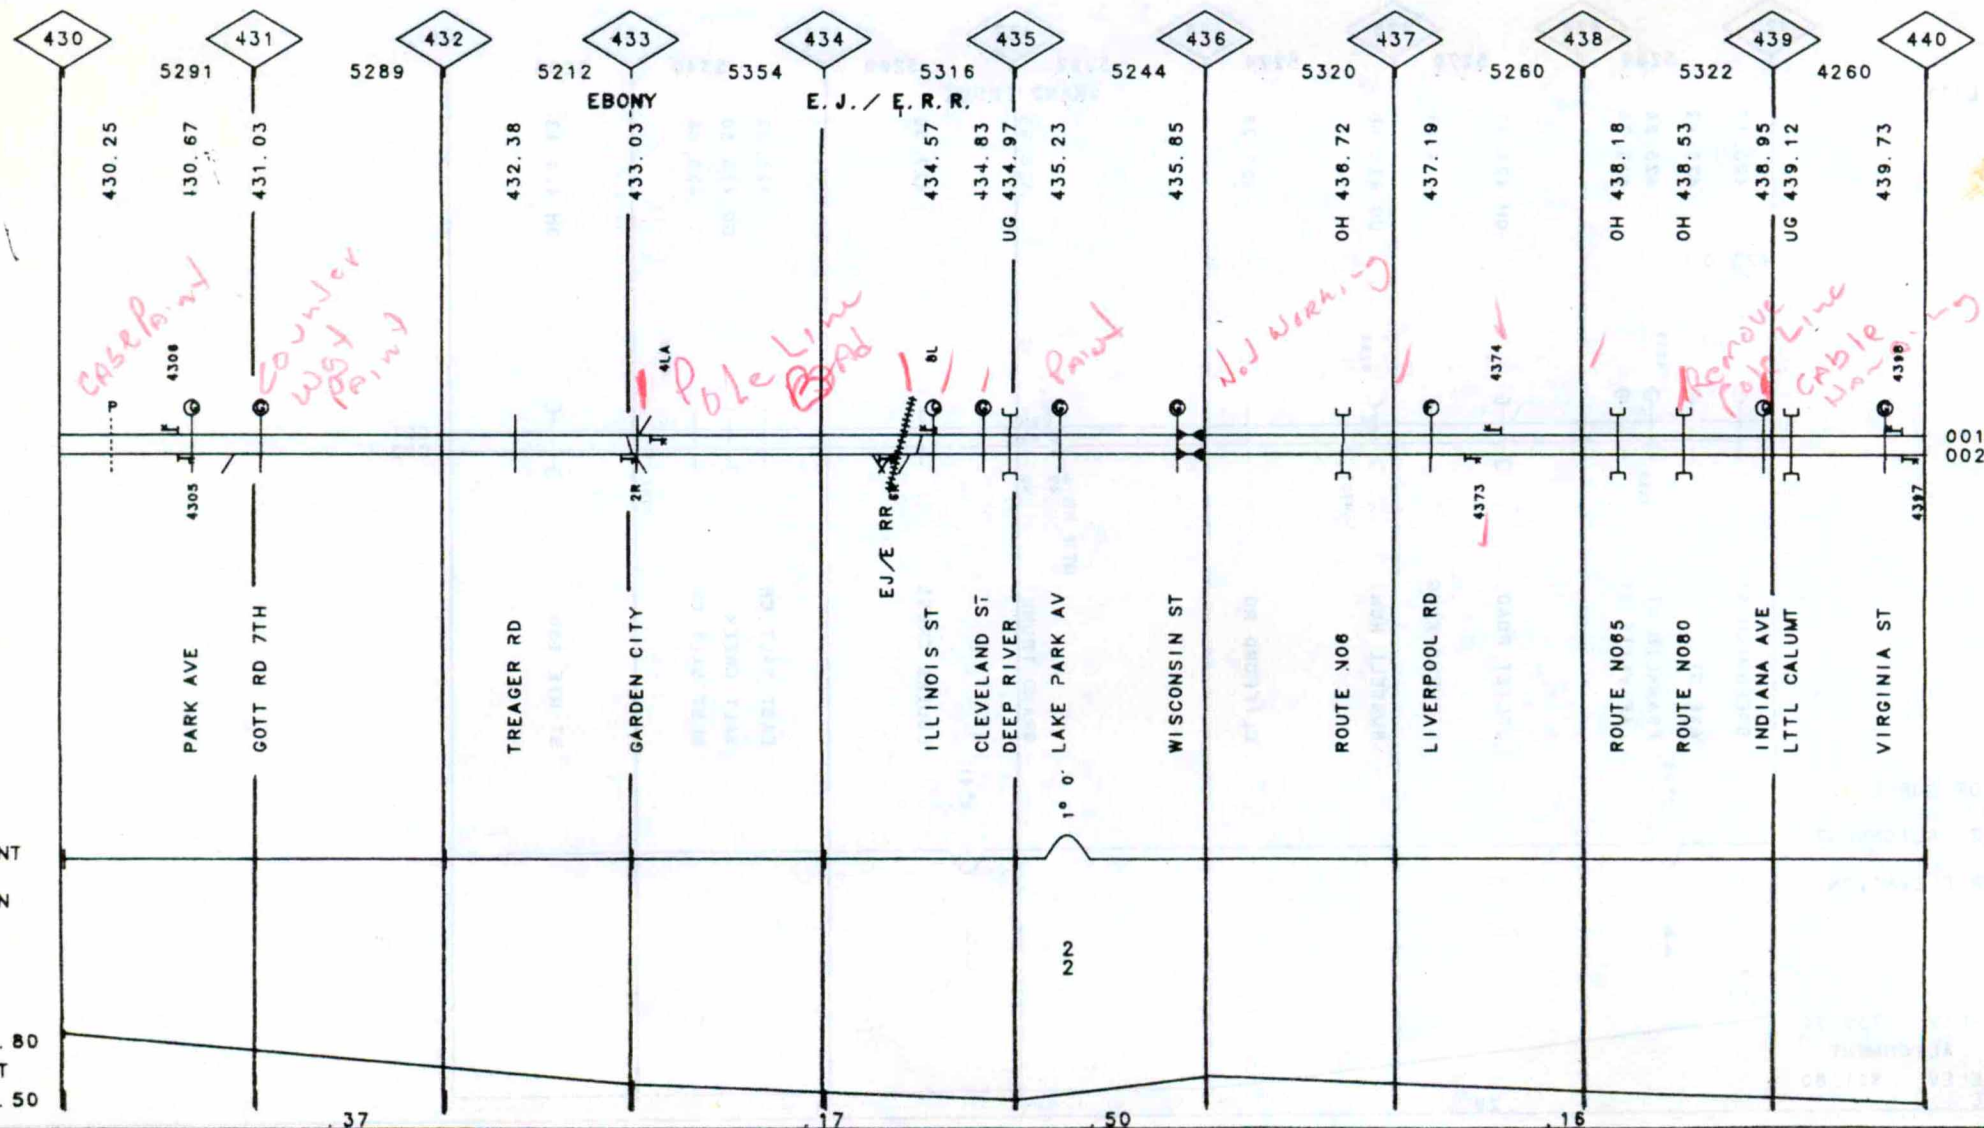 430 431 432 433 434 435 436 437 438 439 440
5291 5289 5212 5354 5316 5244 5320 5260 5322 4260
EBONY E.J./E.R.R.
430.25
430.67
431.03
432.38
433.03
434.57
434.83
UG 434.97
435.23
435.85
OH 436.72
437.19
OH 438.18
OH 438.53
438.95
UG 439.12
439.73
CASE PAINT
Counter
Wgt
PAINT
Pole Line
BAd
PAINT
Not Working
Remove
Pole Line
CAble
P
4306
4LA
8L
4374
4398
001
002
4305
2R
6R
4373
4397
EJ/E RR
PARK AVE
GOTT RD 7TH
TREAGER RD
GARDEN CITY
ILLINOIS ST
CLEVELAND ST
DEEP RIVER
LAKE PARK AV
WISCONSIN ST
ROUTE NO6
LIVERPOOL RD
ROUTE NO65
ROUTE NO80
INDIANA AVE
LTTL CALUMT
VIRGINIA ST
1° 0'
NT
N
2
2
.80
T
.50
.37 .17 .50 .16